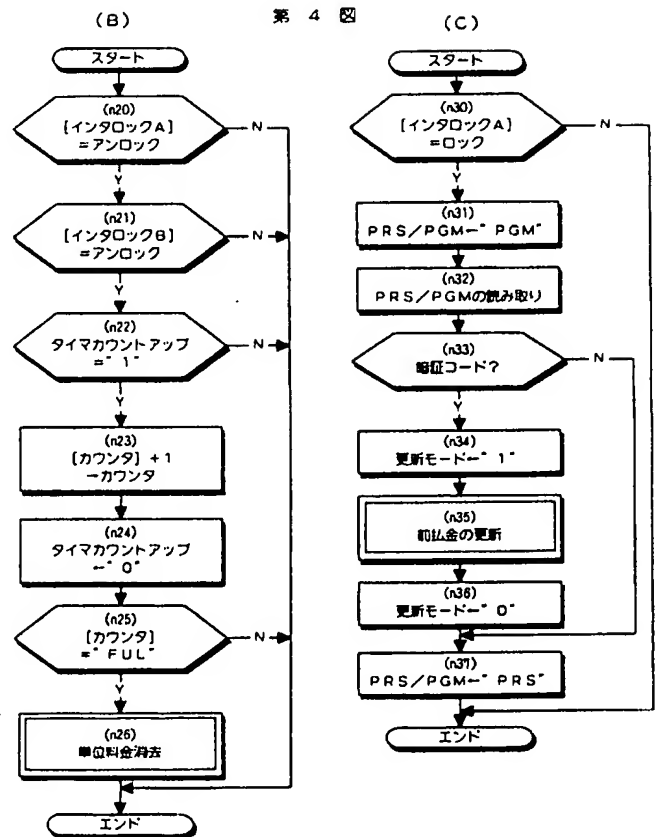 第 4 図
(B)
スタート
(n20)
[インタロックA]
=アンロック
N
Y
(n21)
[インタロックB]
=アンロック
N
Y
(n22)
タイマカウントアップ
="1"
N
Y
(n23)
[カウンタ]+1
→カウンタ
(n24)
タイマカウントアップ
←"0"
(n25)
[カウンタ]
="FUL"
N
Y
(n26)
単位料金消去
エンド
(C)
スタート
(n30)
[インタロックA]
=ロック
N
Y
(n31)
PRS/PGM←"PGM"
(n32)
PRS/PGMの読み取り
(n33)
暗証コード?
N
Y
(n34)
更新モード←"1"
(n35)
前払金の更新
(n36)
更新モード←"0"
(n37)
PRS/PGM←"PRS"
エンド